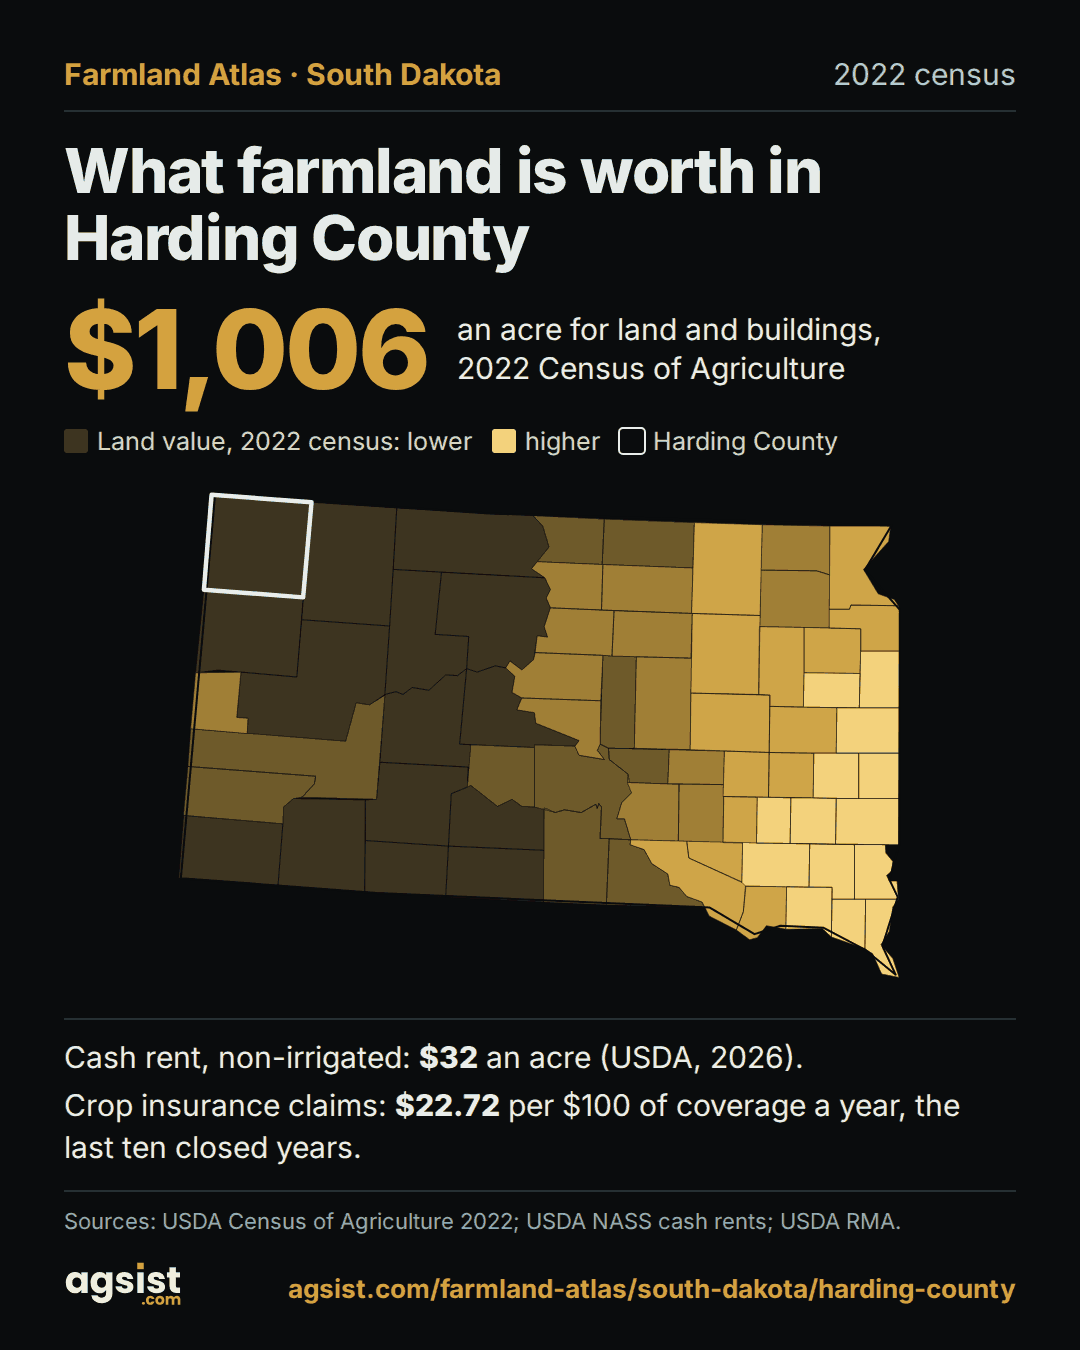 Farmland Atlas · South Dakota
2022 census
What farmland is worth in
Harding County
$1,006
an acre for land and buildings,
2022 Census of Agriculture
Land value, 2022 census: lower
higher
Harding County
Cash rent, non-irrigated: $32 an acre (USDA, 2026).
Crop insurance claims: $22.72 per $100 of coverage a year, the
last ten closed years.
Sources: USDA Census of Agriculture 2022; USDA NASS cash rents; USDA RMA.
agsist
.com
agsist.com/farmland-atlas/south-dakota/harding-county